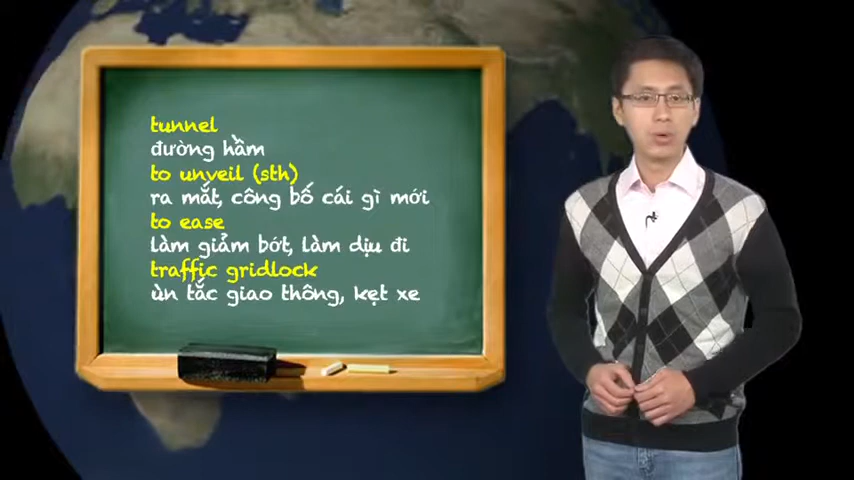 tunnel
đường hầm
to unveil (sth)
ra mắt, công bố cái gì mới
to ease
làm giảm bớt, làm dịu đi
traffic gridlock
ùn tắc giao thông, kẹt xe